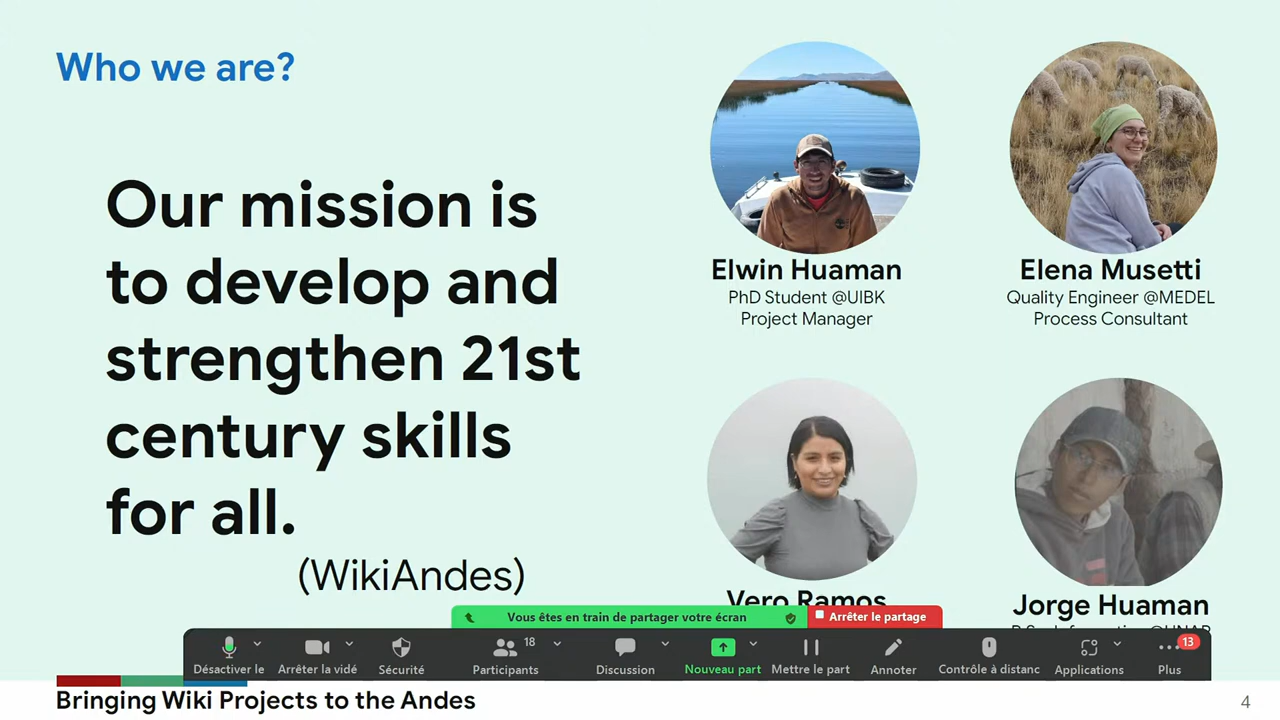 Who we are?
Our mission is
to develop and
strengthen 21st
century skills
for all.
(WikiAndes)
Elwin Huaman
PhD Student @UIBK
Project Manager
Elena Musetti
Quality Engineer @MEDEL
Process Consultant
Vero Ramos
Jorge Huaman
Vous êtes en train de partager votre écran
Arrêter le partage
Désactiver le
Arrêter la vidé
Sécurité
Participants
18
Discussion
Nouveau part
Mettre le part
Annoter
Contrôle à distanc
Applications
Plus
13
Bringing Wiki Projects to the Andes
4